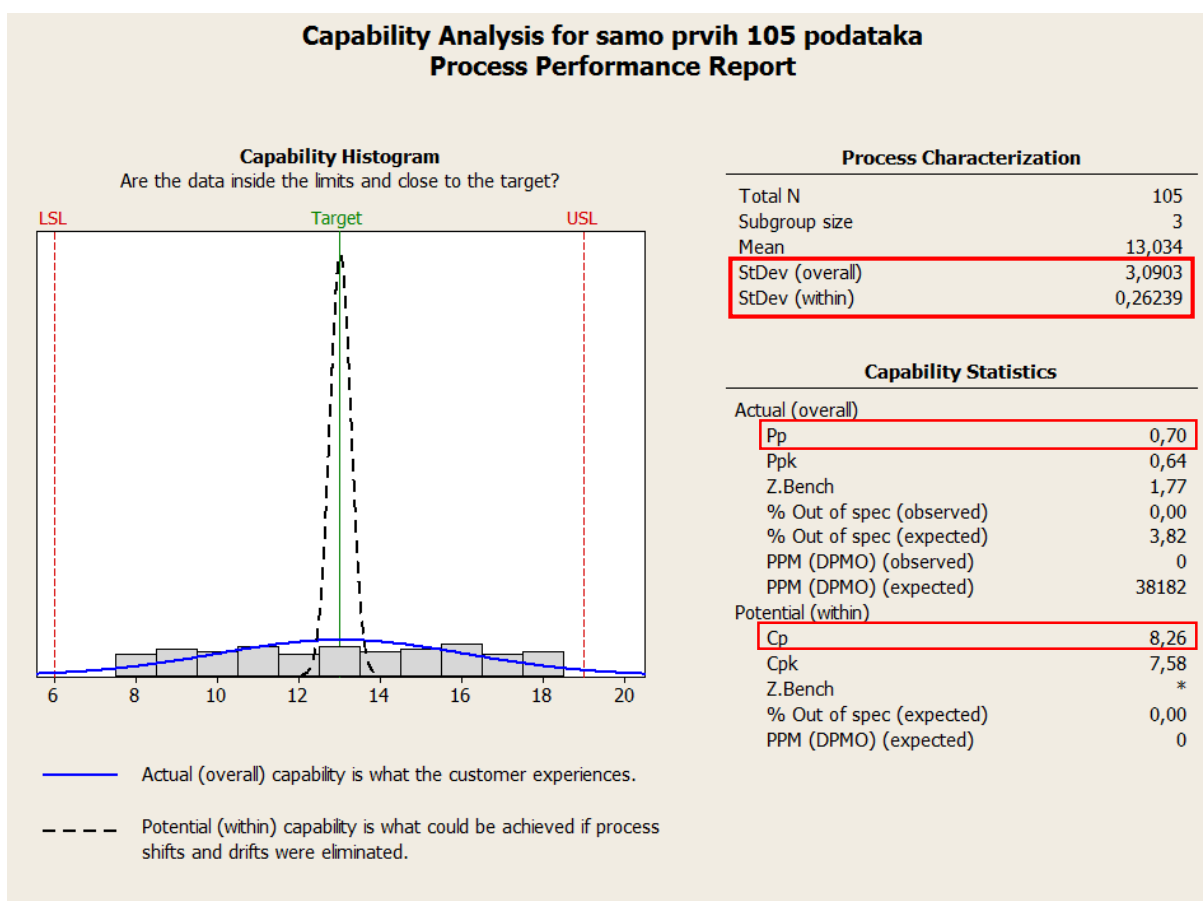 Capability Analysis for samo prvih 105 podataka
Process Performance Report
Capability Histogram
Are the data inside the limits and close to the target?
LSL Target USL
6 8 10 12 14 16 18 20
Actual (overall) capability is what the customer experiences.
Potential (within) capability is what could be achieved if process
shifts and drifts were eliminated.
Process Characterization
Total N 105
Subgroup size 3
Mean 13,034
StDev (overall) 3,0903
StDev (within) 0,26239
Capability Statistics
Actual (overall)
Pp 0,70
Ppk 0,64
Z.Bench 1,77
% Out of spec (observed) 0,00
% Out of spec (expected) 3,82
PPM (DPMO) (observed) 0
PPM (DPMO) (expected) 38182
Potential (within)
Cp 8,26
Cpk 7,58
Z.Bench *
% Out of spec (expected) 0,00
PPM (DPMO) (expected) 0